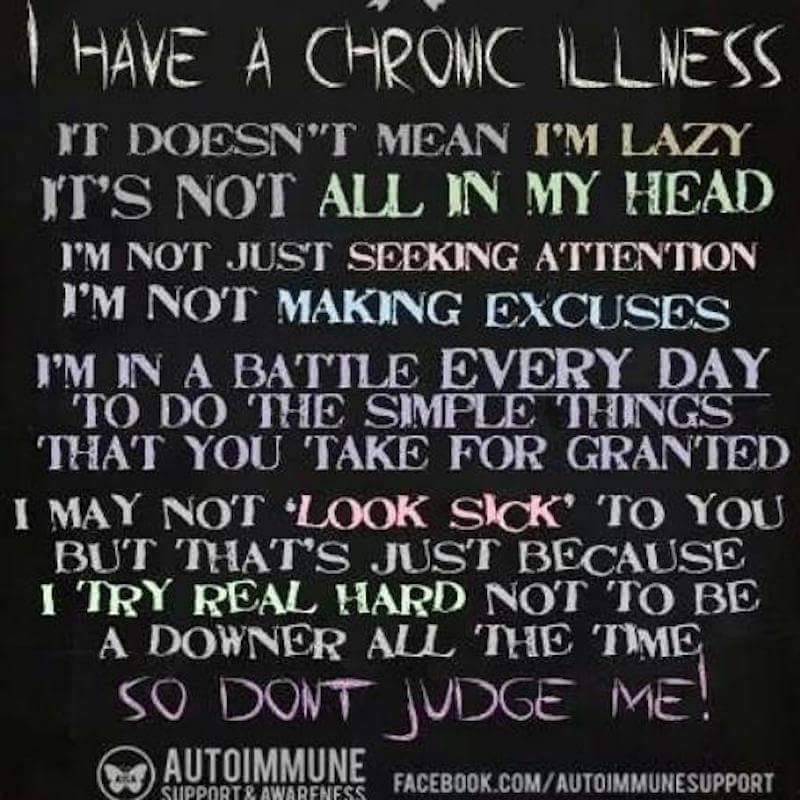 I HAVE A CHRONIC ILLNESS
IT DOESN"T MEAN I'M LAZY
IT'S NOT ALL IN MY HEAD
I'M NOT JUST SEEKING ATTENTION
I'M NOT MAKING EXCUSES
I'M IN A BATTLE EVERY DAY
TO DO THE SIMPLE THINGS
THAT YOU TAKE FOR GRANTED
I MAY NOT 'LOOK SICK' TO YOU
BUT THAT'S JUST BECAUSE
I TRY REAL HARD NOT TO BE
A DOWNER ALL THE TIME
SO DONT JUDGE ME!
AUTOIMMUNE
SUPPORT & AWARENESS
FACEBOOK.COM/AUTOIMMUNESUPPORT